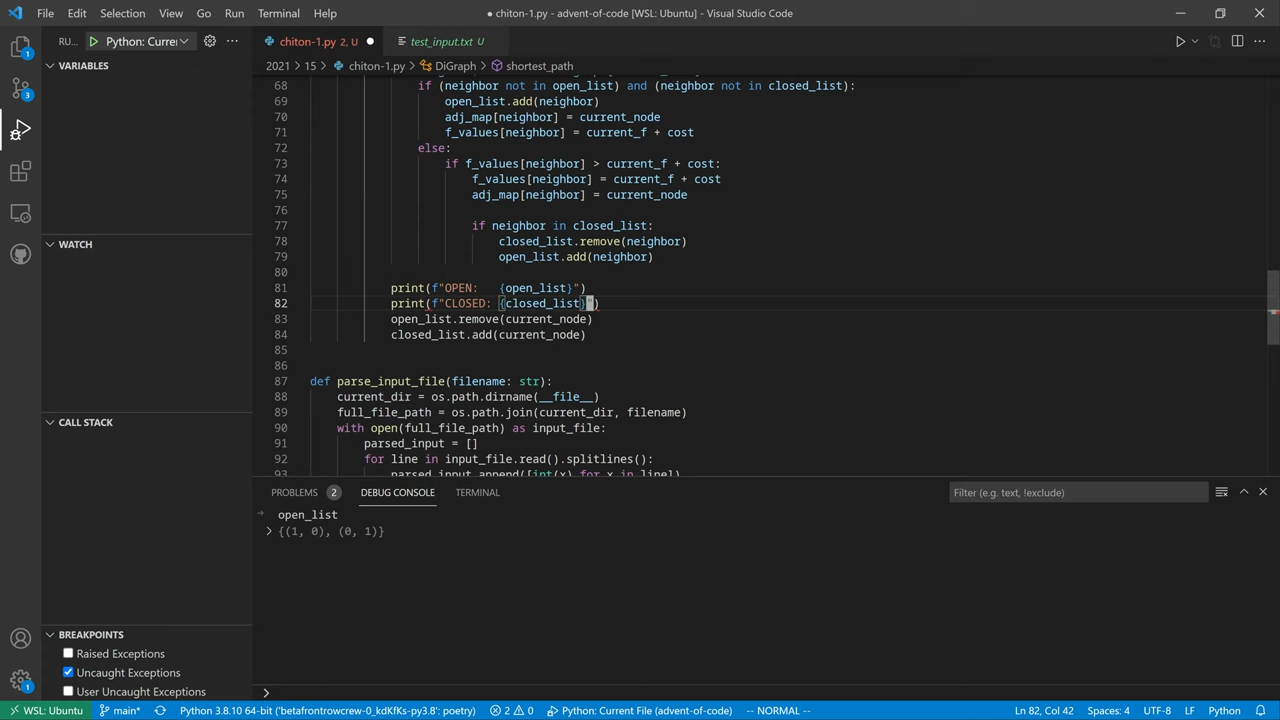 File Edit Selection View Go Run Terminal Help
● chiton-1.py - advent-of-code [WSL: Ubuntu] - Visual Studio Code
RU... Python: Curre
chiton-1.py 2, U ● test_input.txt U
VARIABLES
2021 > 15 > chiton-1.py > DiGraph > shortest_path
68 if (neighbor not in open_list) and (neighbor not in closed_list):
69 open_list.add(neighbor)
70 adj_map[neighbor] = current_node
71 f_values[neighbor] = current_f + cost
72 else:
73 if f_values[neighbor] > current_f + cost:
74 f_values[neighbor] = current_f + cost
75 adj_map[neighbor] = current_node
76
77 if neighbor in closed_list:
78 closed_list.remove(neighbor)
79 open_list.add(neighbor)
80
81 print(f"OPEN:   {open_list}")
82 print(f"CLOSED: {closed_list}")
83 open_list.remove(current_node)
84 closed_list.add(current_node)
85
86
87 def parse_input_file(filename: str):
88 current_dir = os.path.dirname(__file__)
89 full_file_path = os.path.join(current_dir, filename)
90 with open(full_file_path) as input_file:
91 parsed_input = []
92 for line in input_file.read().splitlines():
93 parsed_input.append([int(x) for x in line])
WATCH
CALL STACK
BREAKPOINTS
Raised Exceptions
Uncaught Exceptions
User Uncaught Exceptions
1
3
1
PROBLEMS 2 DEBUG CONSOLE TERMINAL
Filter (e.g. text, !exclude)
open_list
{(1, 0), (0, 1)}
WSL: Ubuntu main* Python 3.8.10 64-bit ('betafrontrowcrew-0_kdKfKs-py3.8': poetry) 2 0 Python: Current File (advent-of-code) -- NORMAL -- Ln 82, Col 42 Spaces: 4 UTF-8 LF Python